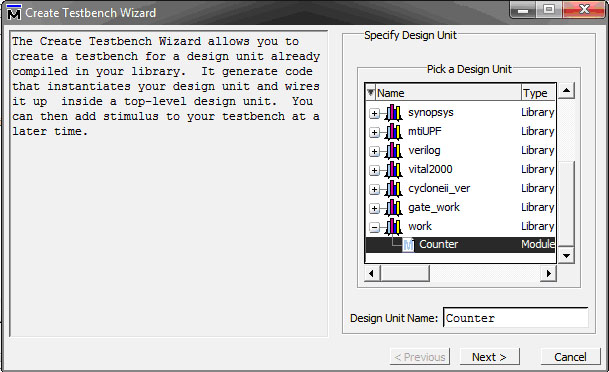 Create Testbench Wizard
The Create Testbench Wizard allows you to
create a testbench for a design unit already
compiled in your library.  It generate code
that instantiates your design unit and wires
it up  inside a top-level design unit.  You
can then add stimulus to your testbench at a
later time.
Specify Design Unit
Pick a Design Unit
Name Type
synopsys Library
mtiUPF Library
verilog Library
vital2000 Library
cycloneii_ver Library
gate_work Library
work Library
Counter Module
Design Unit Name: Counter
< Previous Next > Cancel